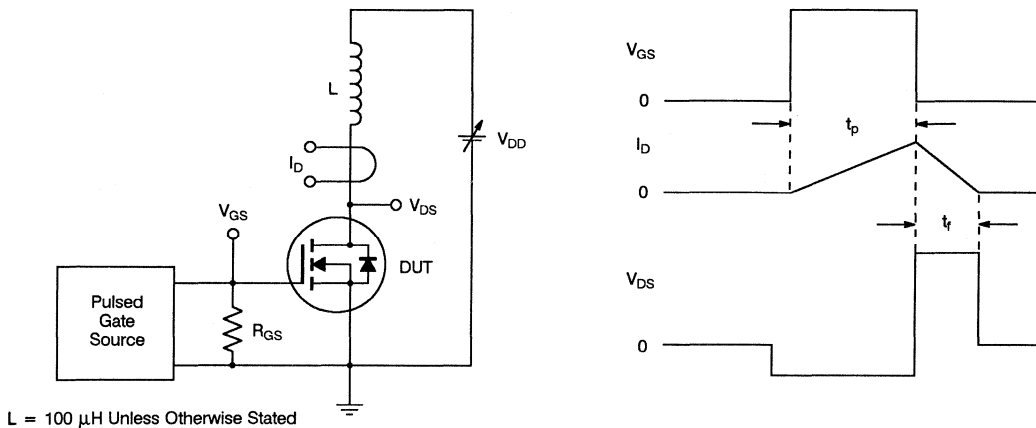 L
V_DD
I_D
V_DS
V_GS
DUT
Pulsed
Gate
Source
R_GS
L = 100 μH Unless Otherwise Stated
V_GS
0
t_p
I_D
0
t_f
V_DS
0